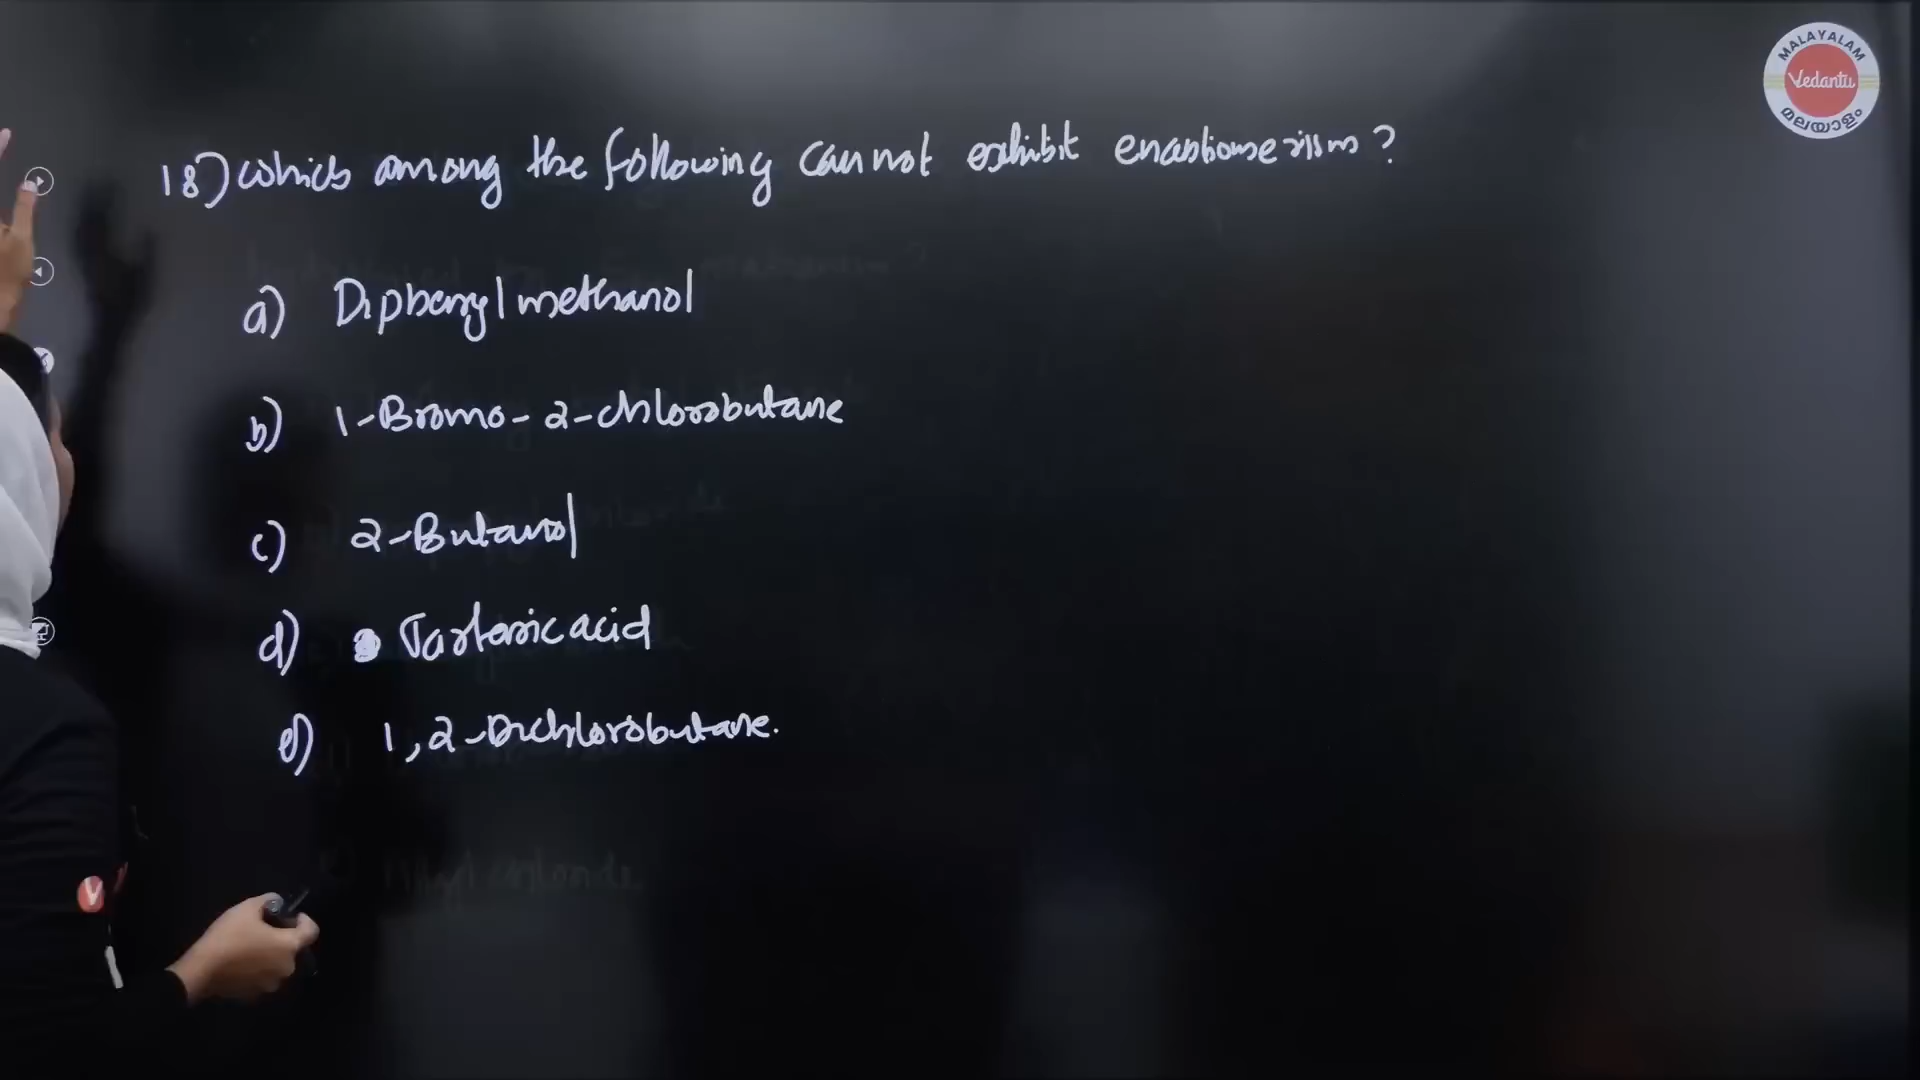 MALAYALAM
Vedantu
മലയാളം
18) which among the following cannot exhibit enantiomerism?
a) Diphenylmethanol
b) 1-Bromo-2-chlorobutane
c) 2-Butanol
d) Tartaric acid
e) 1,2-Dichlorobutane.
V